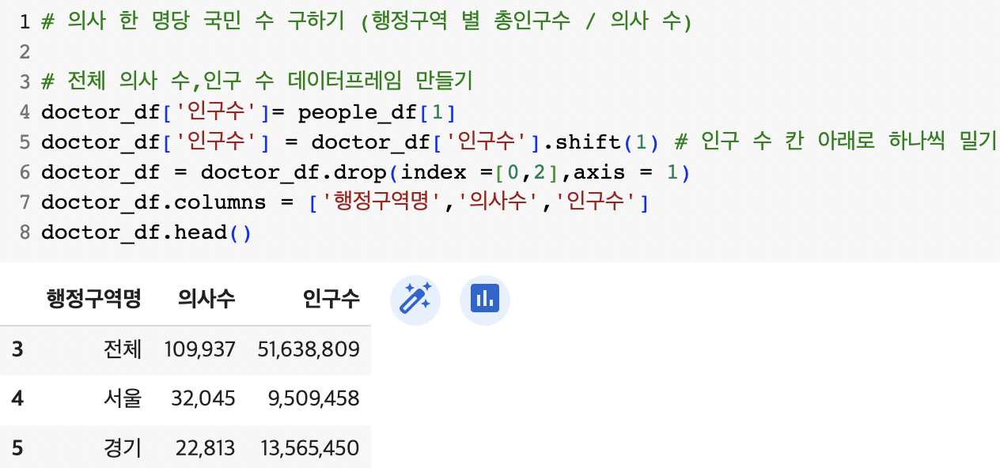 1 # 의사 한 명당 국민 수 구하기 (행정구역 별 총인구수 / 의사 수)
2
3 # 전체 의사 수,인구 수 데이터프레임 만들기
4 doctor_df['인구수']= people_df[1]
5 doctor_df['인구수'] = doctor_df['인구수'].shift(1) # 인구 수 칸 아래로 하나씩 밀기
6 doctor_df = doctor_df.drop(index =[0,2],axis = 1)
7 doctor_df.columns = ['행정구역명','의사수','인구수']
8 doctor_df.head()
행정구역명 의사수 인구수
3 전체 109,937 51,638,809
4 서울 32,045 9,509,458
5 경기 22,813 13,565,450